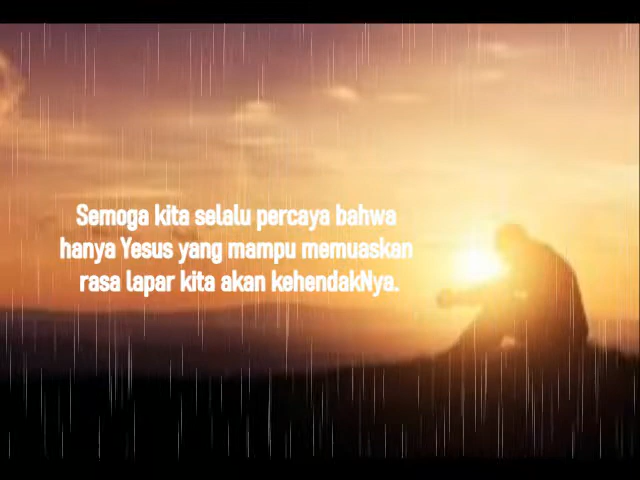 Semoga kita selalu percaya bahwa
hanya Yesus yang mampu memuaskan
rasa lapar kita akan kehendakNya.